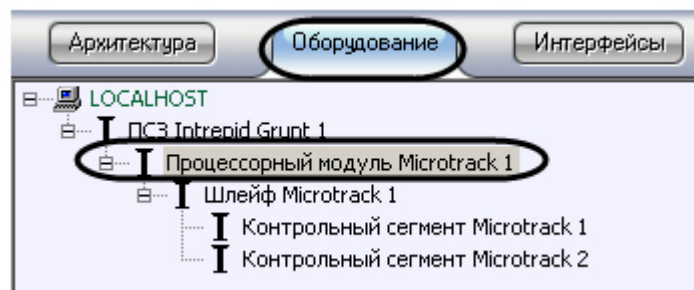 Архитектура Оборудование Интерфейсы
LOCALHOST
ПСЗ Intrepid Grunt 1
Процессорный модуль Microtrack 1
Шлейф Microtrack 1
Контрольный сегмент Microtrack 1
Контрольный сегмент Microtrack 2